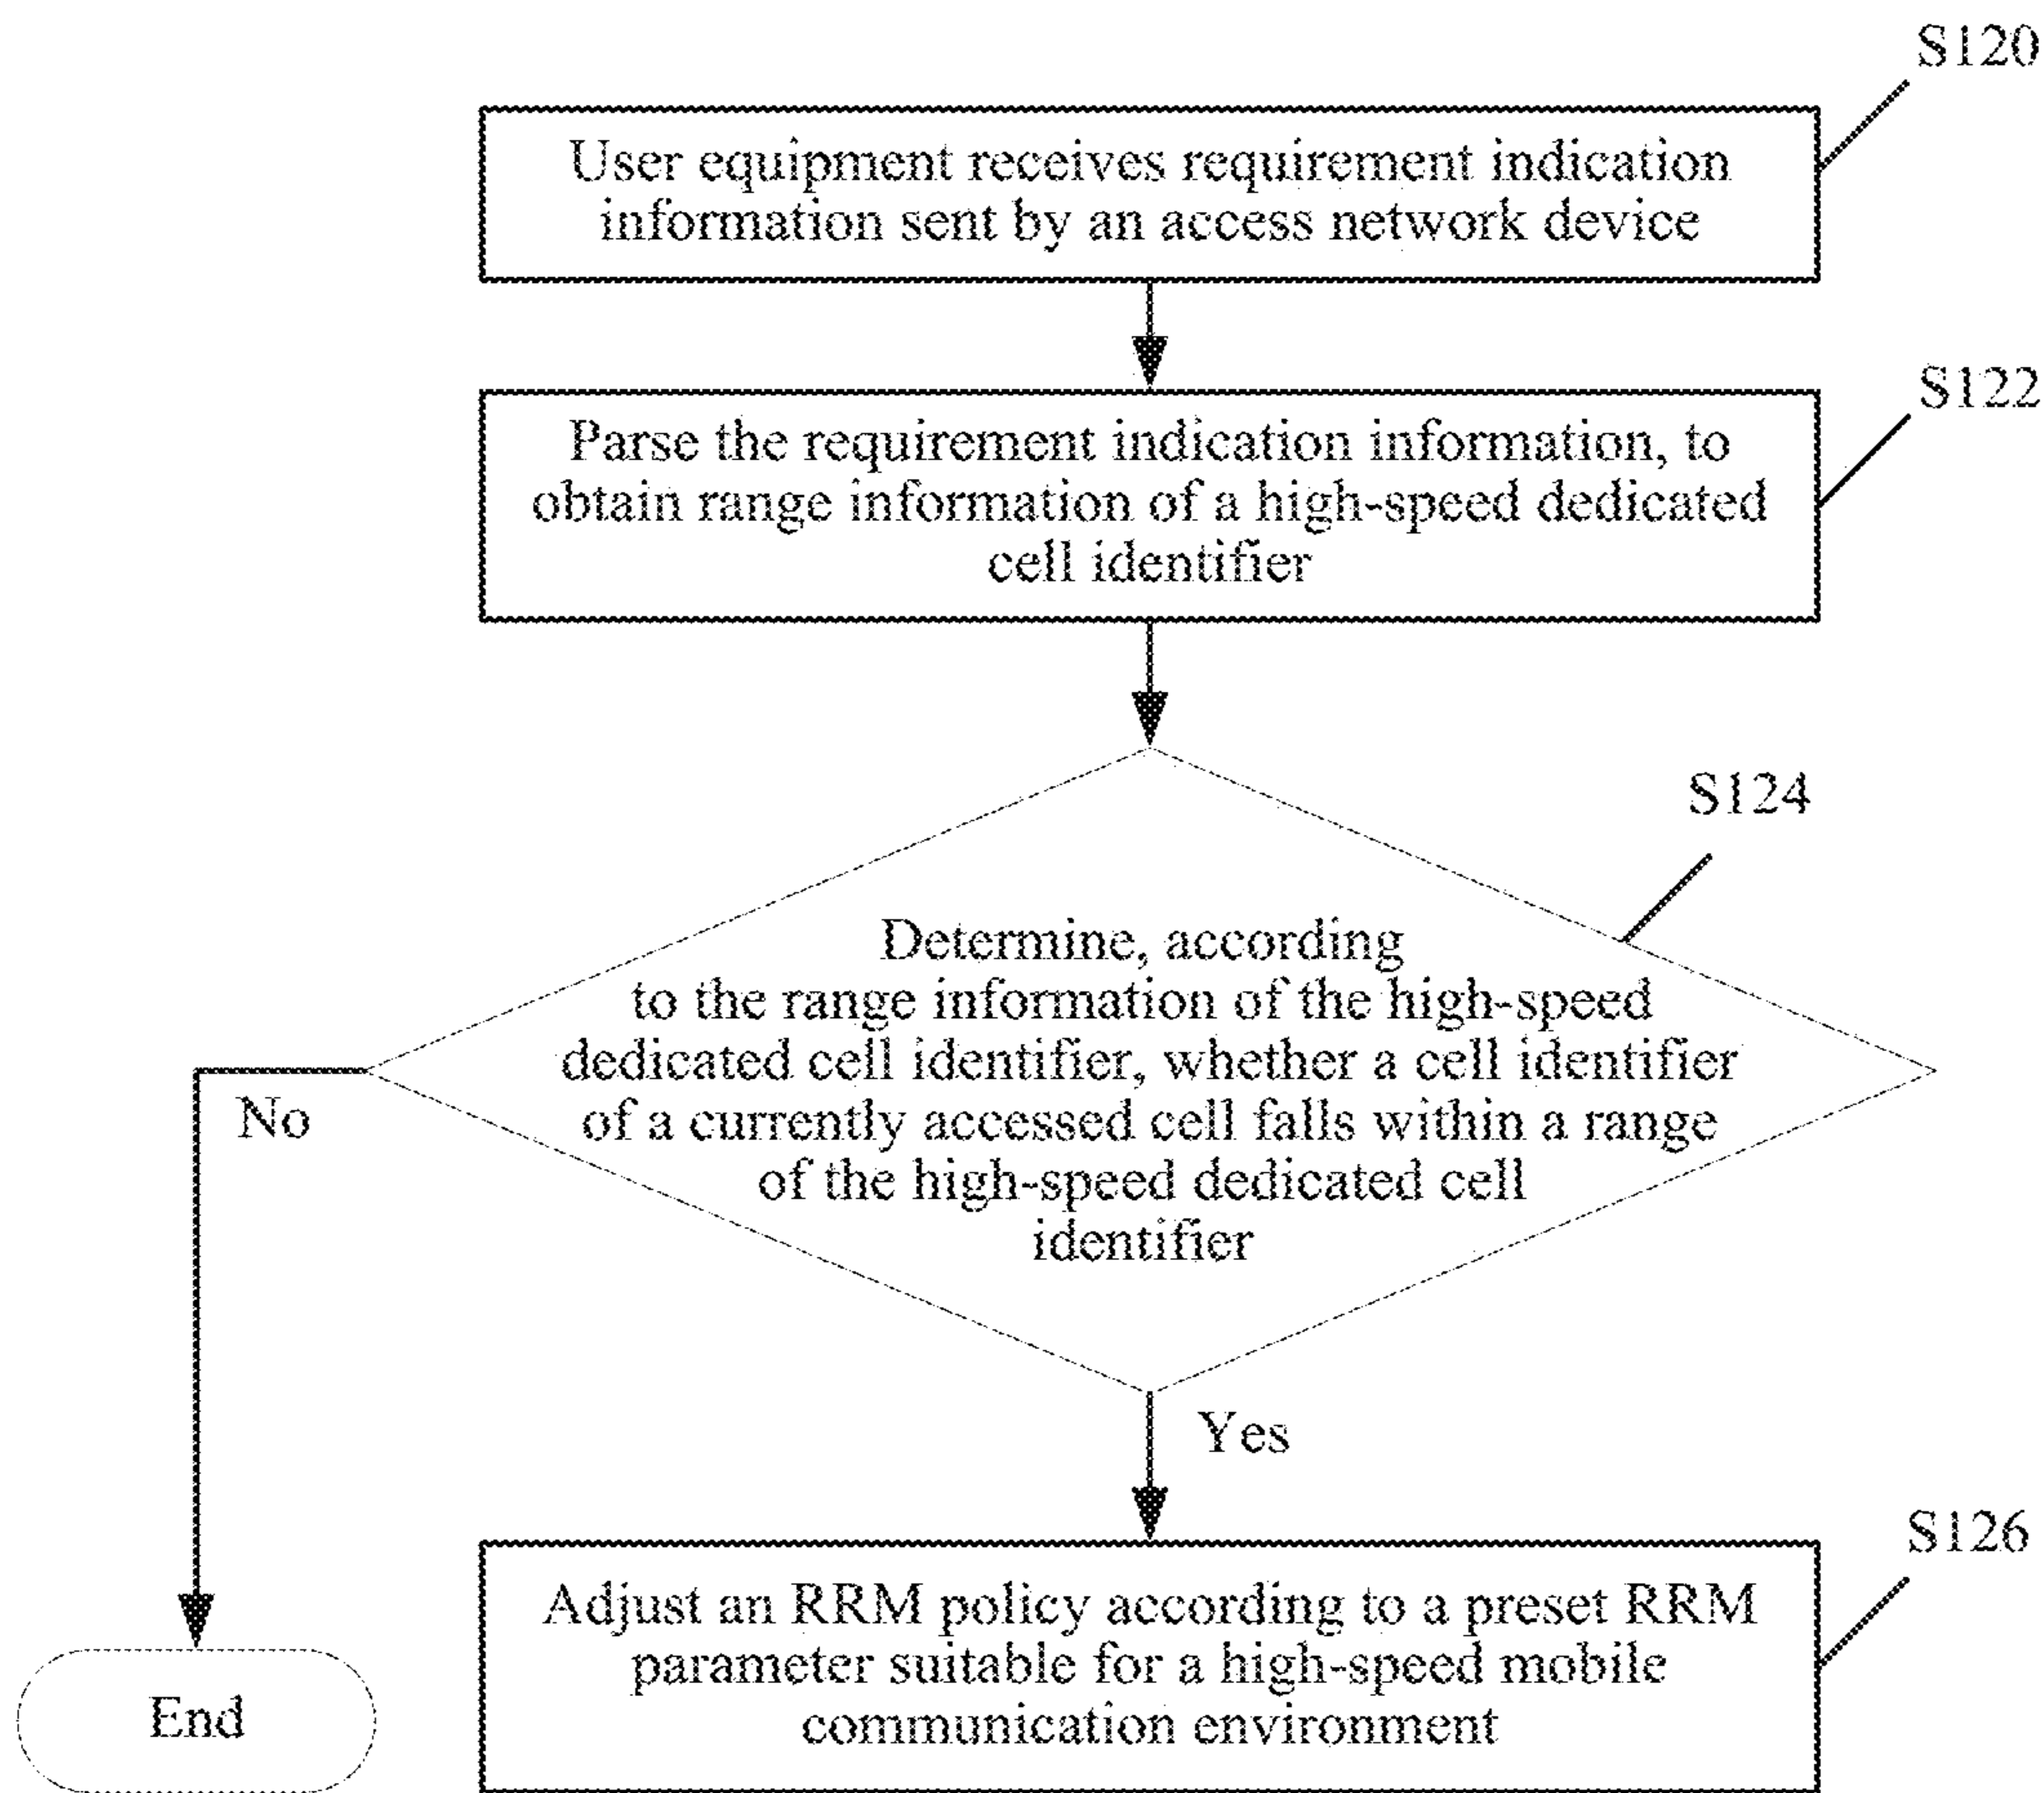 S120
User equipment receives requirement indication
information sent by an access network device
S122
Parse the requirement indication information, to
obtain range information of a high-speed dedicated
cell identifier
S124
Determine, according
to the range information of the high-speed
dedicated cell identifier, whether a cell identifier
of a currently accessed cell falls within a range
of the high-speed dedicated cell
identifier
No
Yes
S126
Adjust an RRM policy according to a preset RRM
parameter suitable for a high-speed mobile
communication environment
End